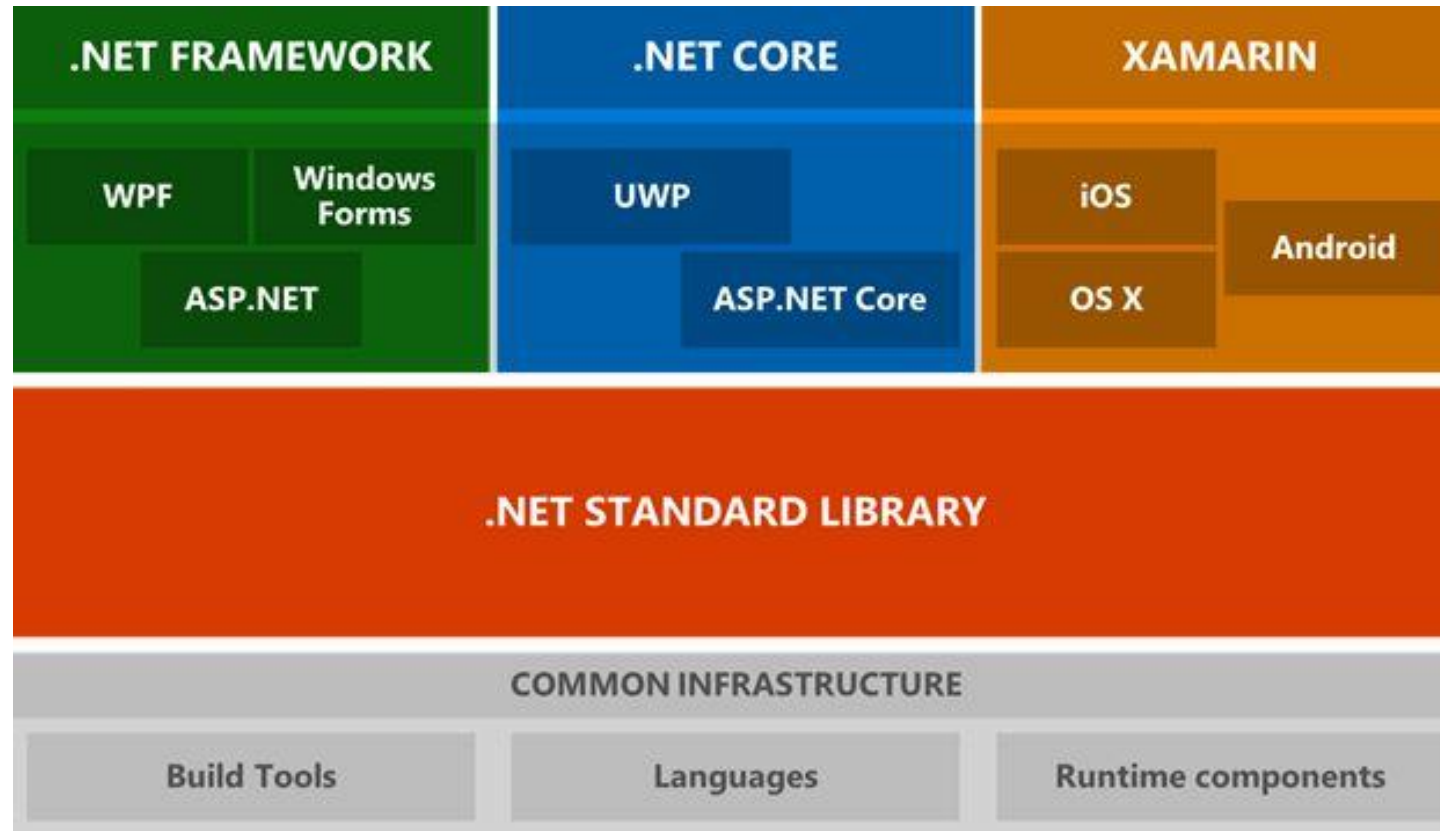 .NET FRAMEWORK
WPF
Windows
Forms
ASP.NET
.NET CORE
UWP
ASP.NET Core
XAMARIN
iOS
Android
OS X
.NET STANDARD LIBRARY
COMMON INFRASTRUCTURE
Build Tools
Languages
Runtime components